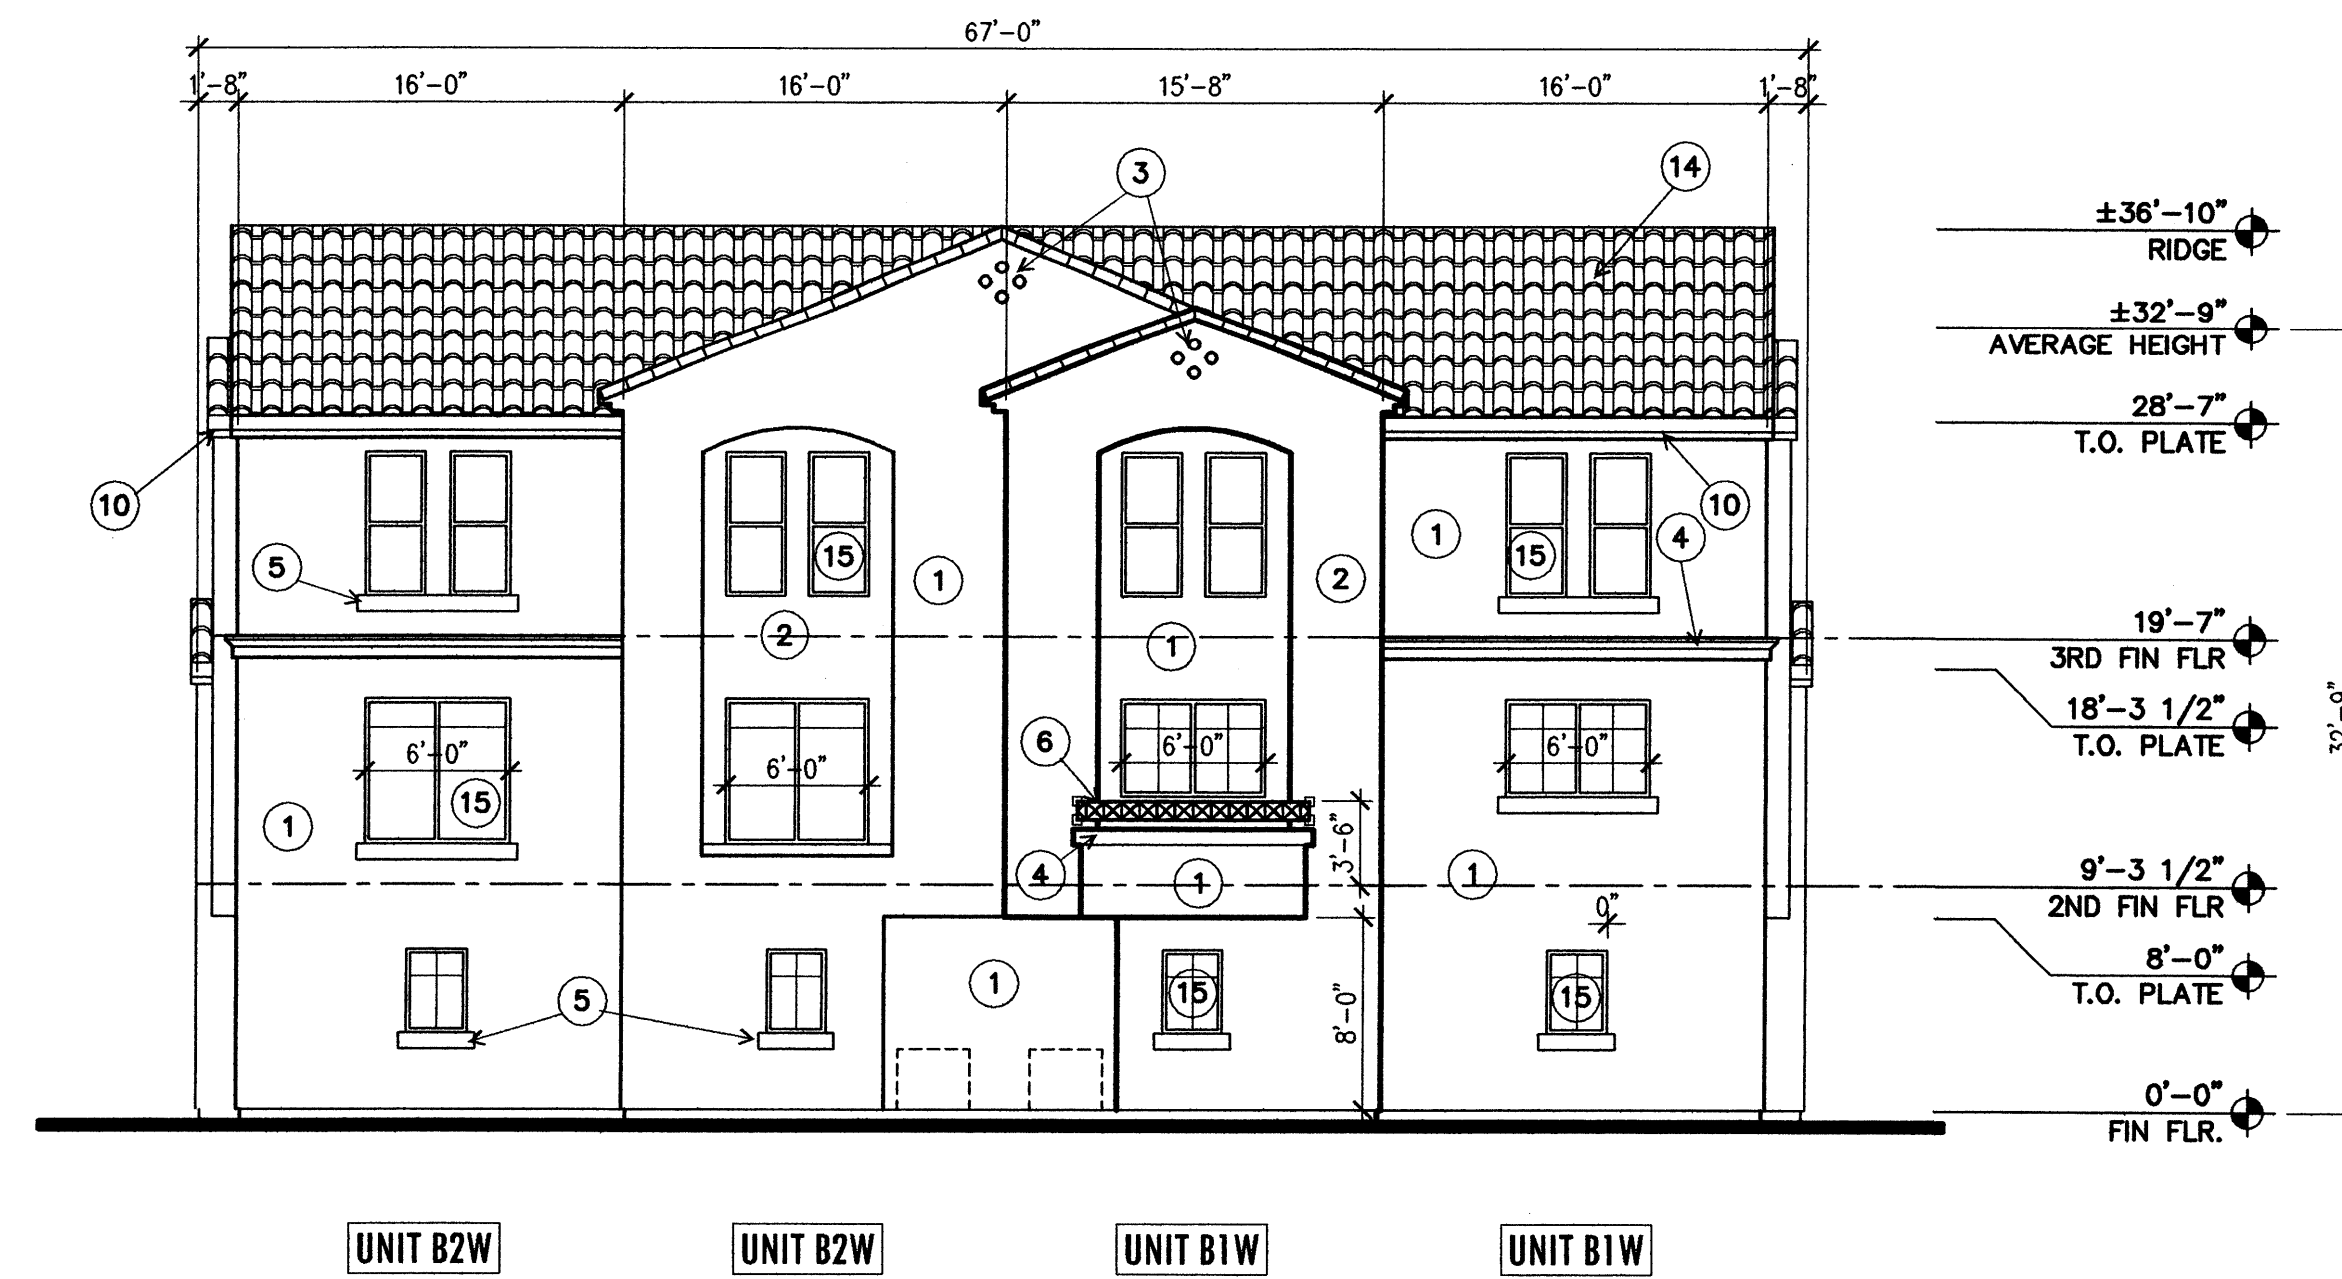 67'-0"
1'-8" 16'-0" 16'-0" 15'-8" 16'-0" 1'-8"
3 14
±36'-10"
RIDGE
±32'-9"
AVERAGE HEIGHT
28'-7"
T.O. PLATE
10 10
5 15 1 2 1 15 4
2 1
19'-7"
3RD FIN FLR
18'-3 1/2"
T.O. PLATE
32'-9"
6'-0" 6'-0" 6 6'-0" 6'-0"
1 15 3'-6"
4 1 1
9'-3 1/2"
2ND FIN FLR
0"
8'-0"
T.O. PLATE
5 1 15 8'-0" 15
0'-0"
FIN FLR.
UNIT B2W UNIT B2W UNIT B1W UNIT B1W